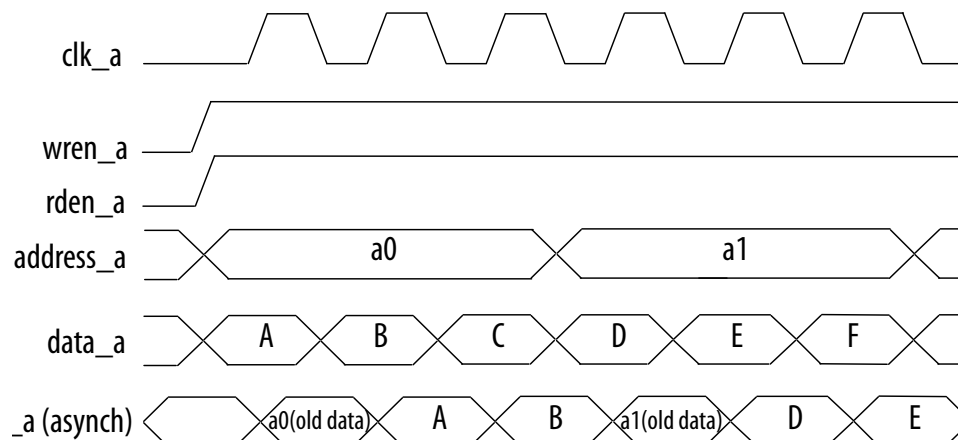 clk_a
wren_a
rden_a
address_a a0 a1
data_a A B C D E F
_a (asynch) a0(old data) A B a1(old data) D E